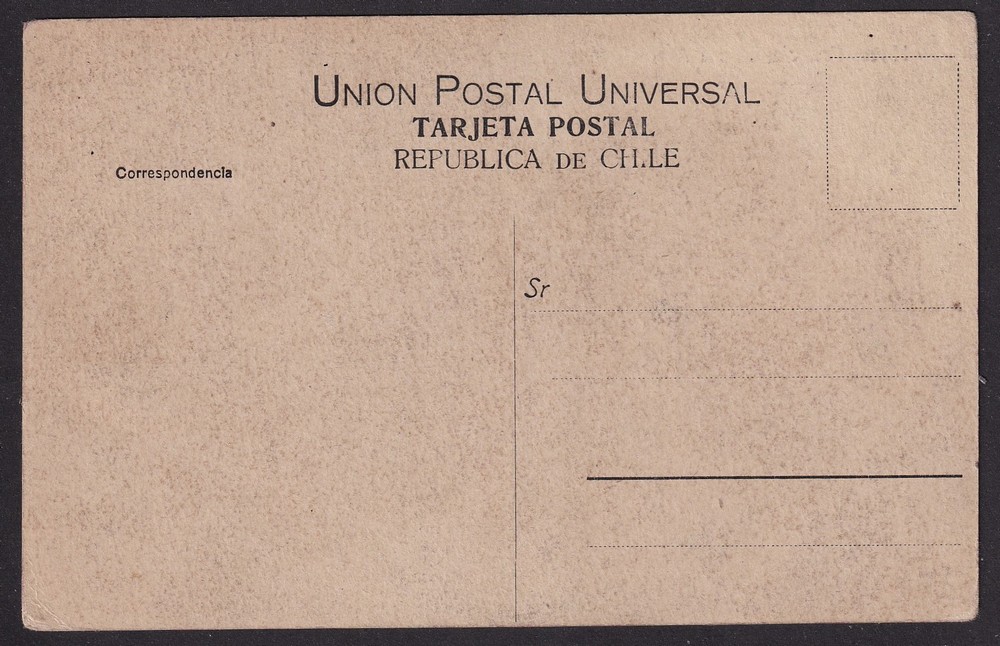 UNION POSTAL UNIVERSAL
TARJETA POSTAL
REPUBLICA DE CHILE
Correspondencia
Sr